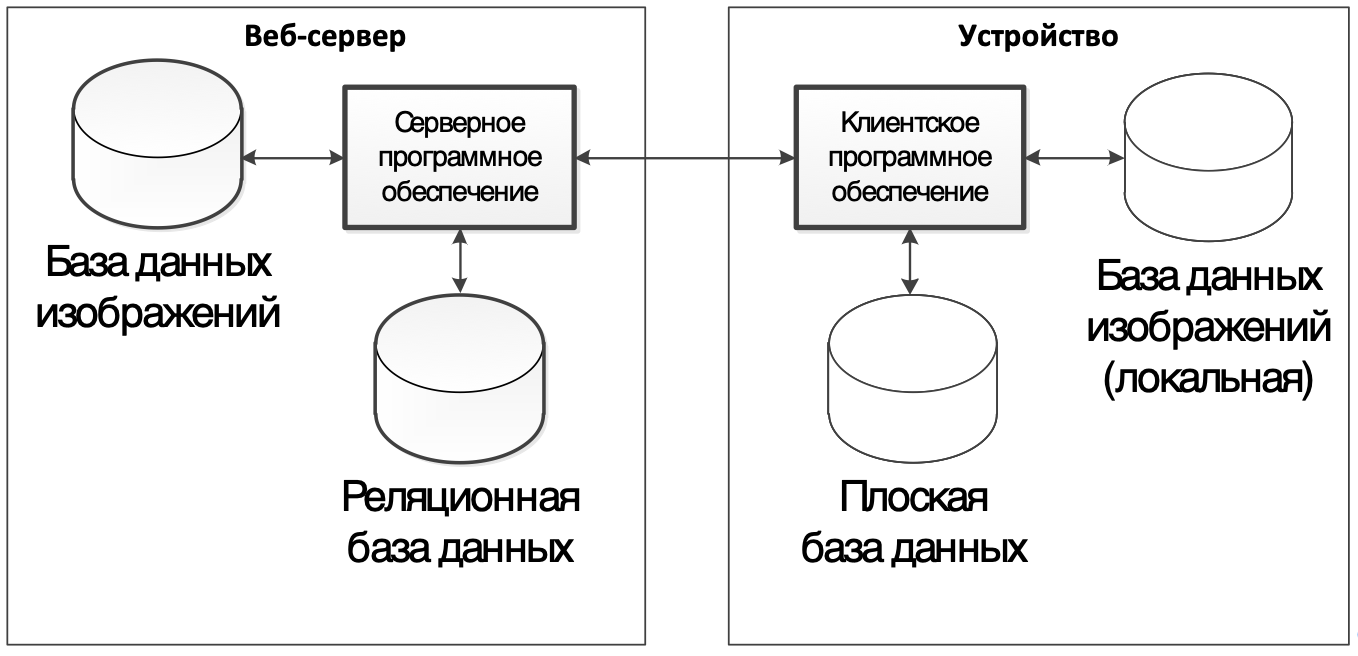 Веб-сервер
Серверное
программное
обеспечение
База данных
изображений
Реляционная
база данных
Устройство
Клиентское
программное
обеспечение
База данных
изображений
(локальная)
Плоская
база данных